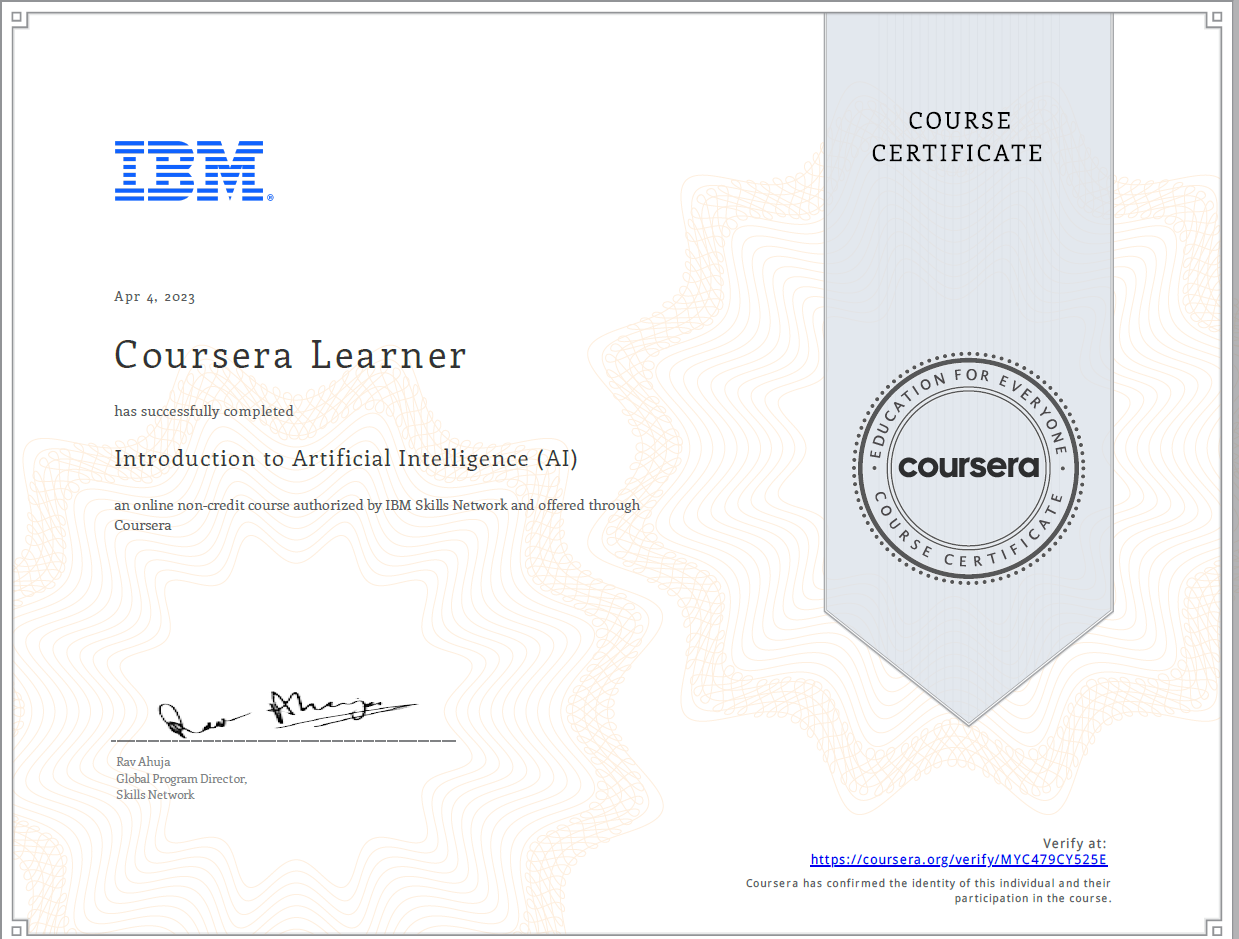 IBM®
COURSE
CERTIFICATE
Apr 4, 2023
Coursera Learner
has successfully completed
Introduction to Artificial Intelligence (AI)
an online non-credit course authorized by IBM Skills Network and offered through
Coursera
EDUCATION FOR EVERYONE
coursera
COURSE CERTIFICATE
Rav Ahuja
Rav Ahuja
Global Program Director,
Skills Network
Verify at:
https://coursera.org/verify/MYC479CY525E
Coursera has confirmed the identity of this individual and their
participation in the course.